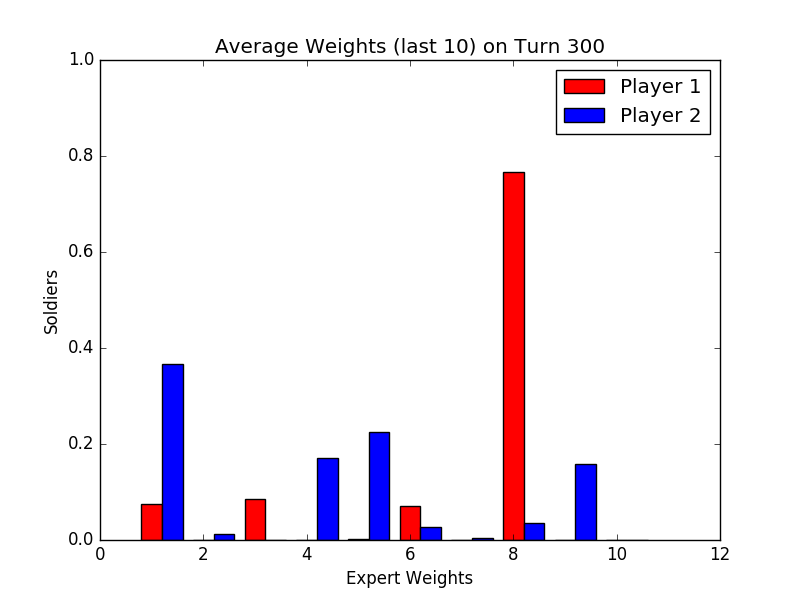 Average Weights (last 10) on Turn 300
1.0
0.8
0.6
0.4
0.2
0.0
Soldiers
Player 1
Player 2
0 2 4 6 8 10 12
Expert Weights